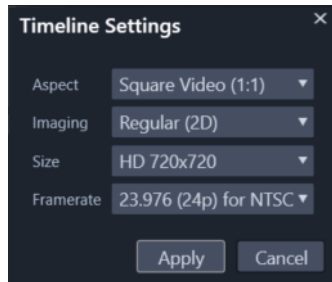 Timeline Settings
Aspect Square Video (1:1)
Imaging Regular (2D)
Size HD 720x720
Framerate 23.976 (24p) for NTSC
Apply Cancel